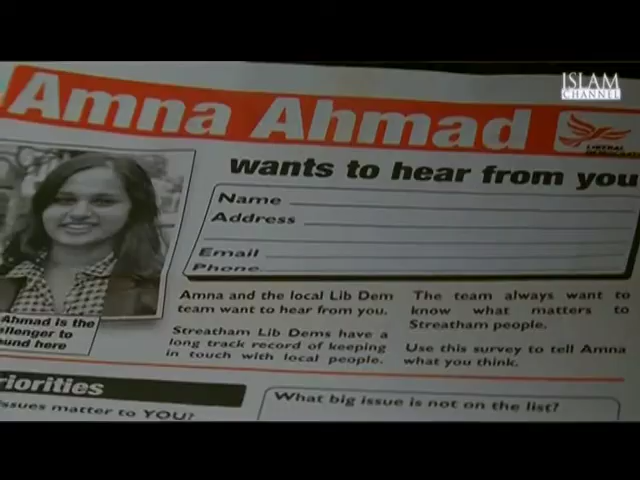 ISLAM
CHANNEL
Amna Ahmad
LIBERAL
DEMOCRATS
wants to hear from you
Name
Address
Email
Phone
Amna and the local Lib Dem
team want to hear from you.
Streatham Lib Dems have a
long track record of keeping
in touch with local people.
The team always want to
know what matters to
Streatham people.
Use this survey to tell Amna
what you think.
Ahmad is the
allenger to
ound here
riorities
issues matter to YOU?
What big issue is not on the list?